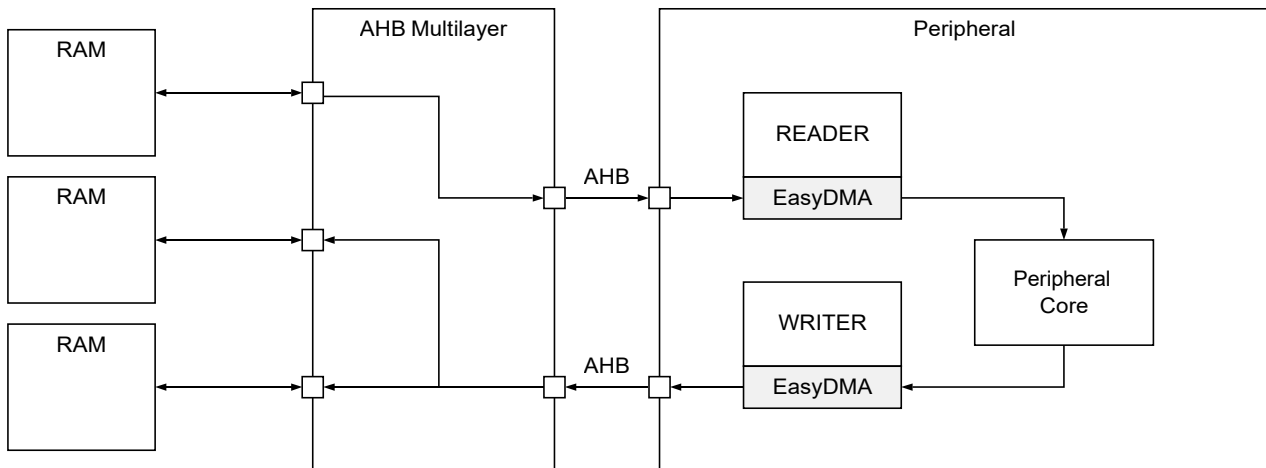 RAM
AHB Multilayer
Peripheral
RAM
RAM
AHB
READER
EasyDMA
Peripheral
Core
AHB
WRITER
EasyDMA